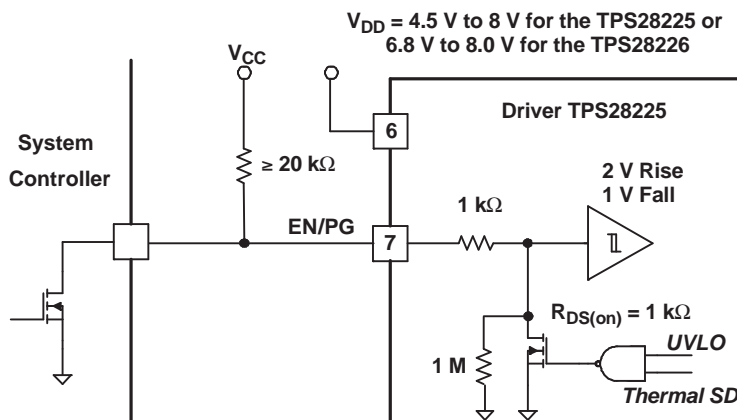 V_DD = 4.5 V to 8 V for the TPS28225 or
6.8 V to 8.0 V for the TPS28226
V_CC
6
Driver TPS28225
System
Controller
≥ 20 kΩ
2 V Rise
1 V Fall
EN/PG
7
1 kΩ
R_DS(on) = 1 kΩ
1 M
UVLO
Thermal SD